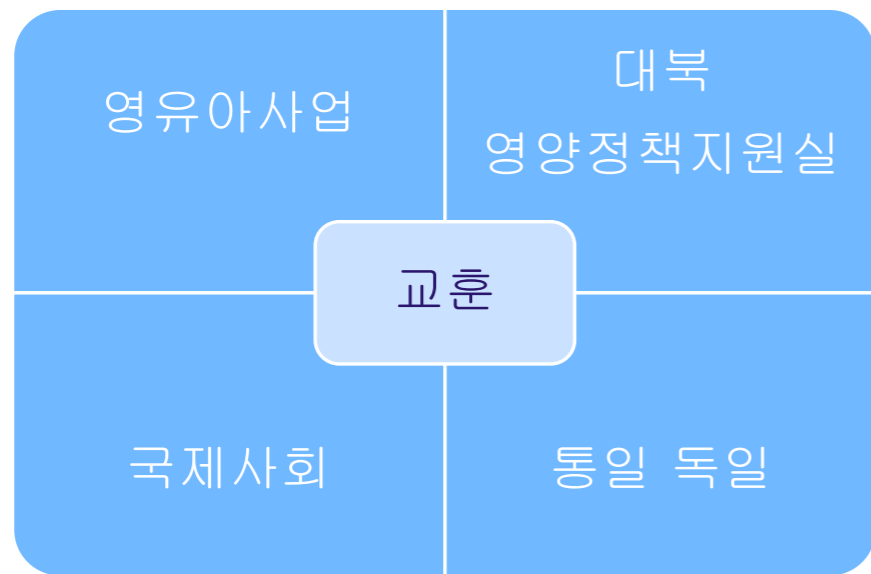 영유아사업
대북
영양정책지원실
교훈
국제사회
통일 독일